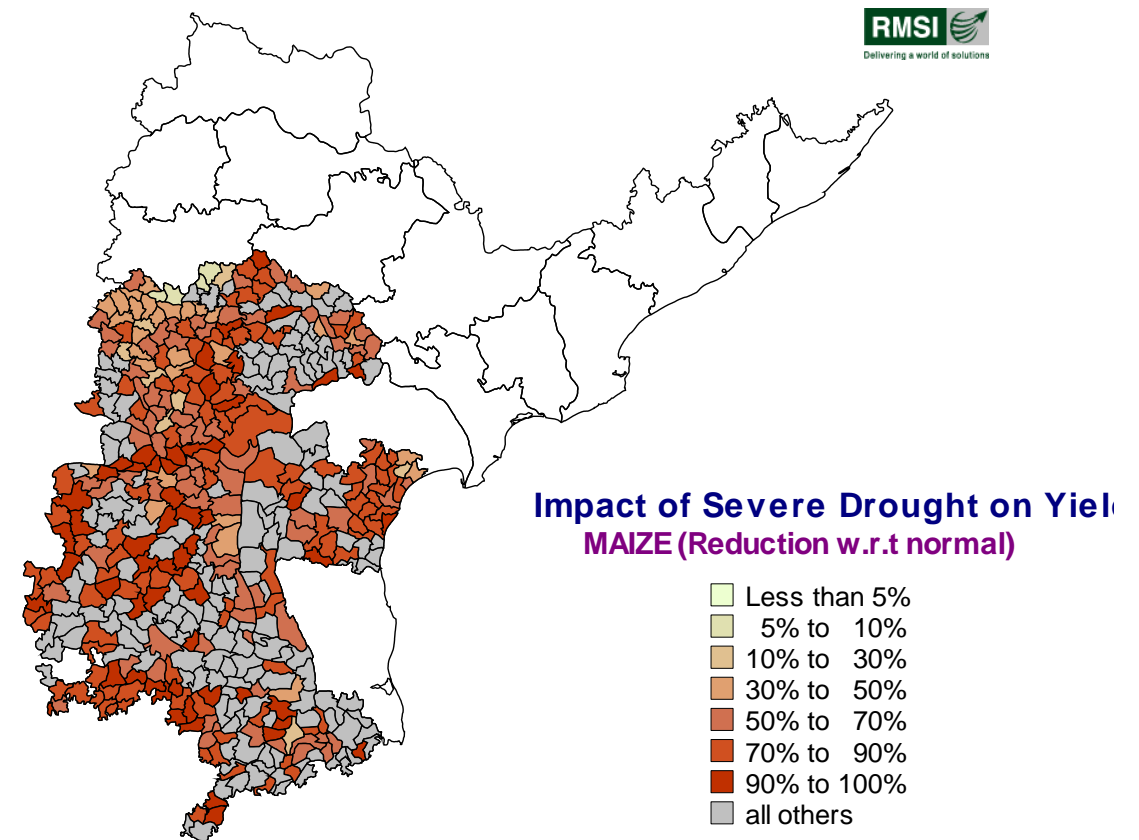 RMSI
Delivering a world of solutions
Impact of Severe Drought on Yiel
MAIZE (Reduction w.r.t normal)
Less than 5%
5% to 10%
10% to 30%
30% to 50%
50% to 70%
70% to 90%
90% to 100%
all others